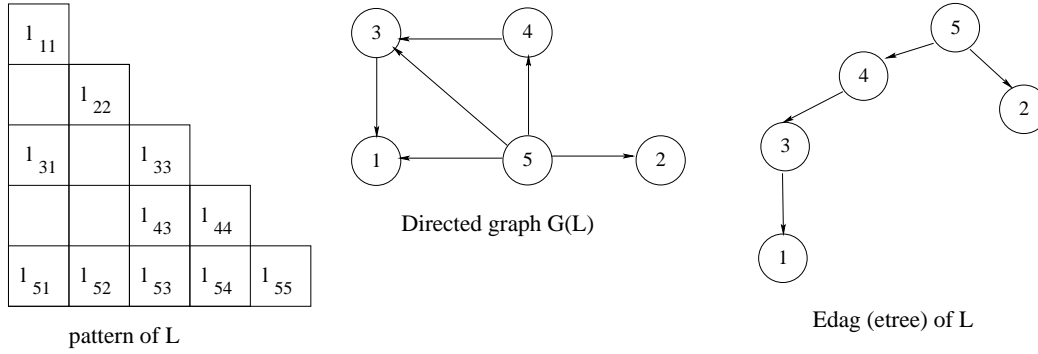 l 11
l 22
l 31 l 33
l 43 l 44
l 51 l 52 l 53 l 54 l 55
pattern of L
3 4
1 5 2
Directed graph G(L)
5
4
2
3
1
Edag (etree) of L